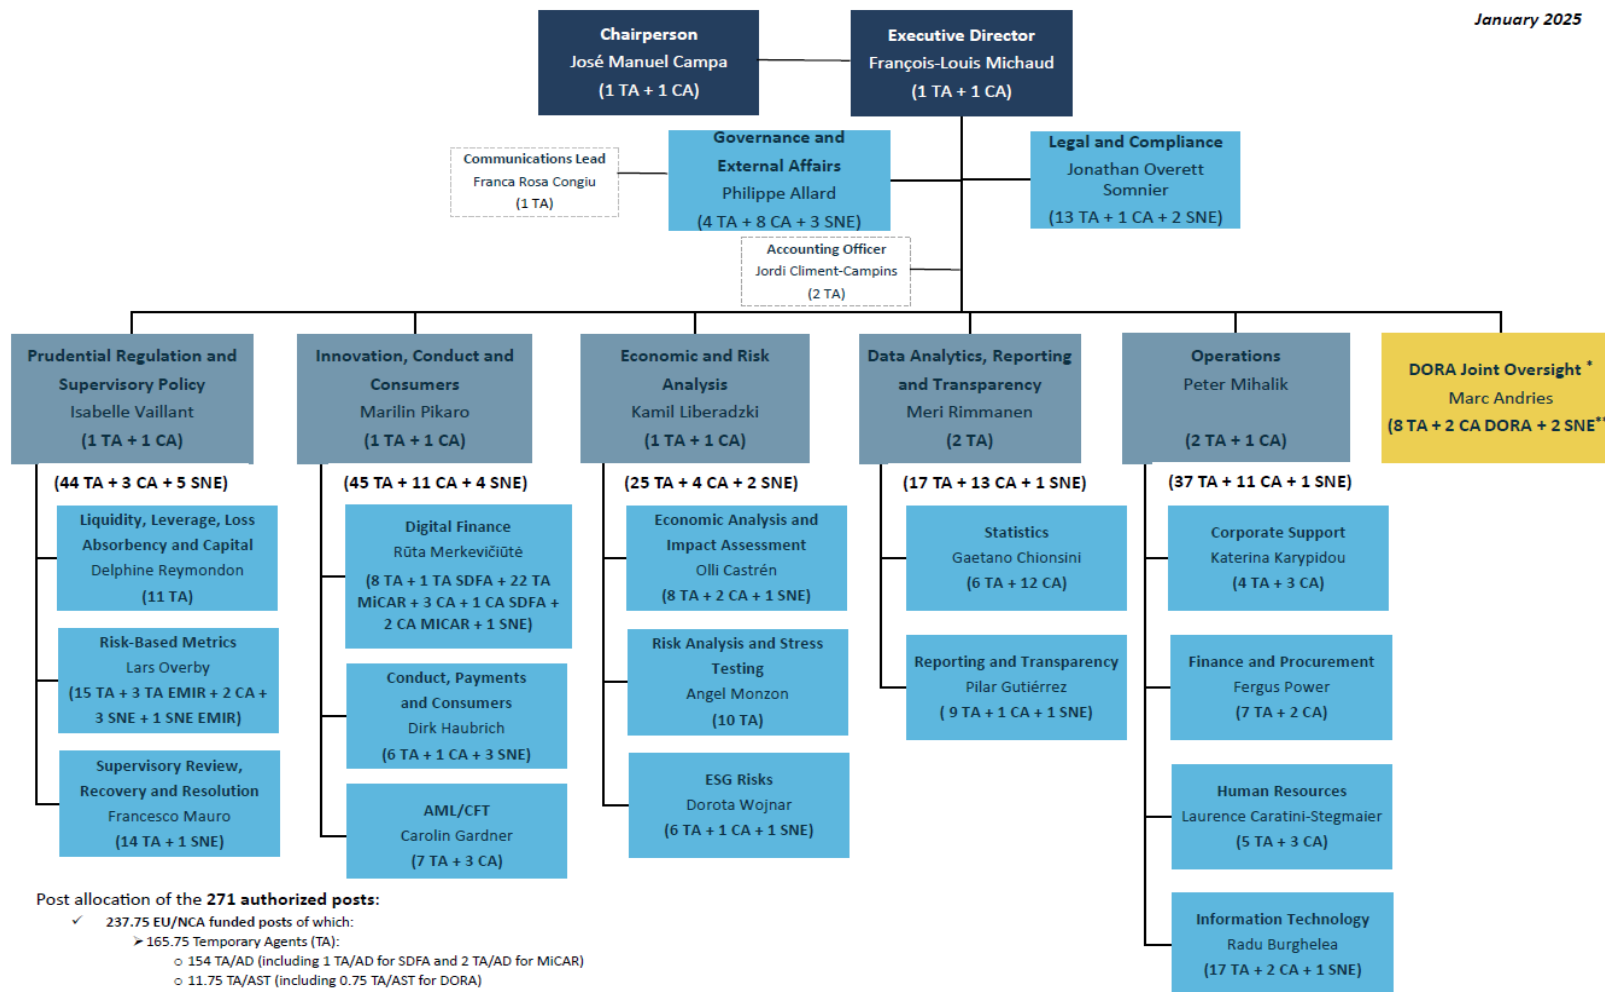 January 2025
Chairperson
José Manuel Campa
(1 TA + 1 CA)
Executive Director
François-Louis Michaud
(1 TA + 1 CA)
Communications Lead
Franca Rosa Congiu
(1 TA)
Governance and
External Affairs
Philippe Allard
(4 TA + 8 CA + 3 SNE)
Legal and Compliance
Jonathan Overett
Somnier
(13 TA + 1 CA + 2 SNE)
Accounting Officer
Jordi Climent-Campins
(2 TA)
Prudential Regulation and
Supervisory Policy
Isabelle Vaillant
(1 TA + 1 CA)
(44 TA + 3 CA + 5 SNE)
Liquidity, Leverage, Loss
Absorbency and Capital
Delphine Reymondon
(11 TA)
Risk-Based Metrics
Lars Overby
(15 TA + 3 TA EMIR + 2 CA +
3 SNE + 1 SNE EMIR)
Supervisory Review,
Recovery and Resolution
Francesco Mauro
(14 TA + 1 SNE)
Innovation, Conduct and
Consumers
Marilin Pikaro
(1 TA + 1 CA)
(45 TA + 11 CA + 4 SNE)
Digital Finance
Rūta Merkevičiūtė
(8 TA + 1 TA SDFA + 22 TA
MiCAR + 3 CA + 1 CA SDFA +
2 CA MICAR + 1 SNE)
Conduct, Payments
and Consumers
Dirk Haubrich
(6 TA + 1 CA + 3 SNE)
AML/CFT
Carolin Gardner
(7 TA + 3 CA)
Economic and Risk
Analysis
Kamil Liberadzki
(1 TA + 1 CA)
(25 TA + 4 CA + 2 SNE)
Economic Analysis and
Impact Assessment
Olli Castrén
(8 TA + 2 CA + 1 SNE)
Risk Analysis and Stress
Testing
Angel Monzon
(10 TA)
ESG Risks
Dorota Wojnar
(6 TA + 1 CA + 1 SNE)
Data Analytics, Reporting
and Transparency
Meri Rimmanen
(2 TA)
(17 TA + 13 CA + 1 SNE)
Statistics
Gaetano Chionsini
(6 TA + 12 CA)
Reporting and Transparency
Pilar Gutiérrez
( 9 TA + 1 CA + 1 SNE)
Operations
Peter Mihalik
(2 TA + 1 CA)
(37 TA + 11 CA + 1 SNE)
Corporate Support
Katerina Karypidou
(4 TA + 3 CA)
Finance and Procurement
Fergus Power
(7 TA + 2 CA)
Human Resources
Laurence Caratini-Stegmaier
(5 TA + 3 CA)
Information Technology
Radu Burghelea
(17 TA + 2 CA + 1 SNE)
DORA Joint Oversight *
Marc Andries
(8 TA + 2 CA DORA + 2 SNE**
Post allocation of the 271 authorized posts:
✓ 237.75 EU/NCA funded posts of which:
➤ 165.75 Temporary Agents (TA):
o 154 TA/AD (including 1 TA/AD for SDFA and 2 TA/AD for MiCAR)
o 11.75 TA/AST (including 0.75 TA/AST for DORA)